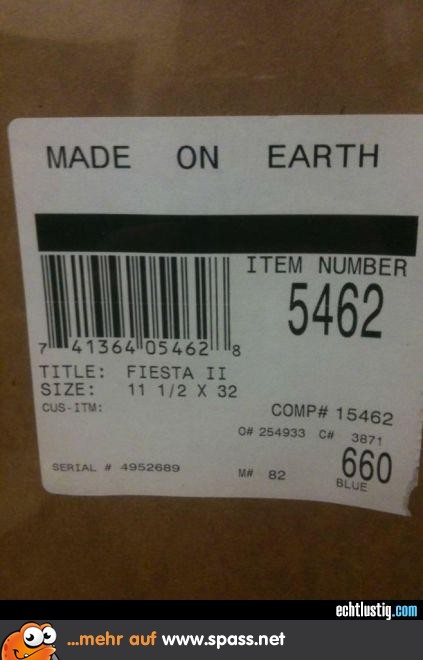 MADE ON EARTH
ITEM NUMBER
5462
7 41364 05462 8
TITLE: FIESTA II
SIZE: 11 1/2 X 32
CUS-ITM:
COMP# 15462
O# 254933 C# 3871
SERIAL # 4952689
M# 82
660
BLUE
echtlustig.com
...mehr auf www.spass.net